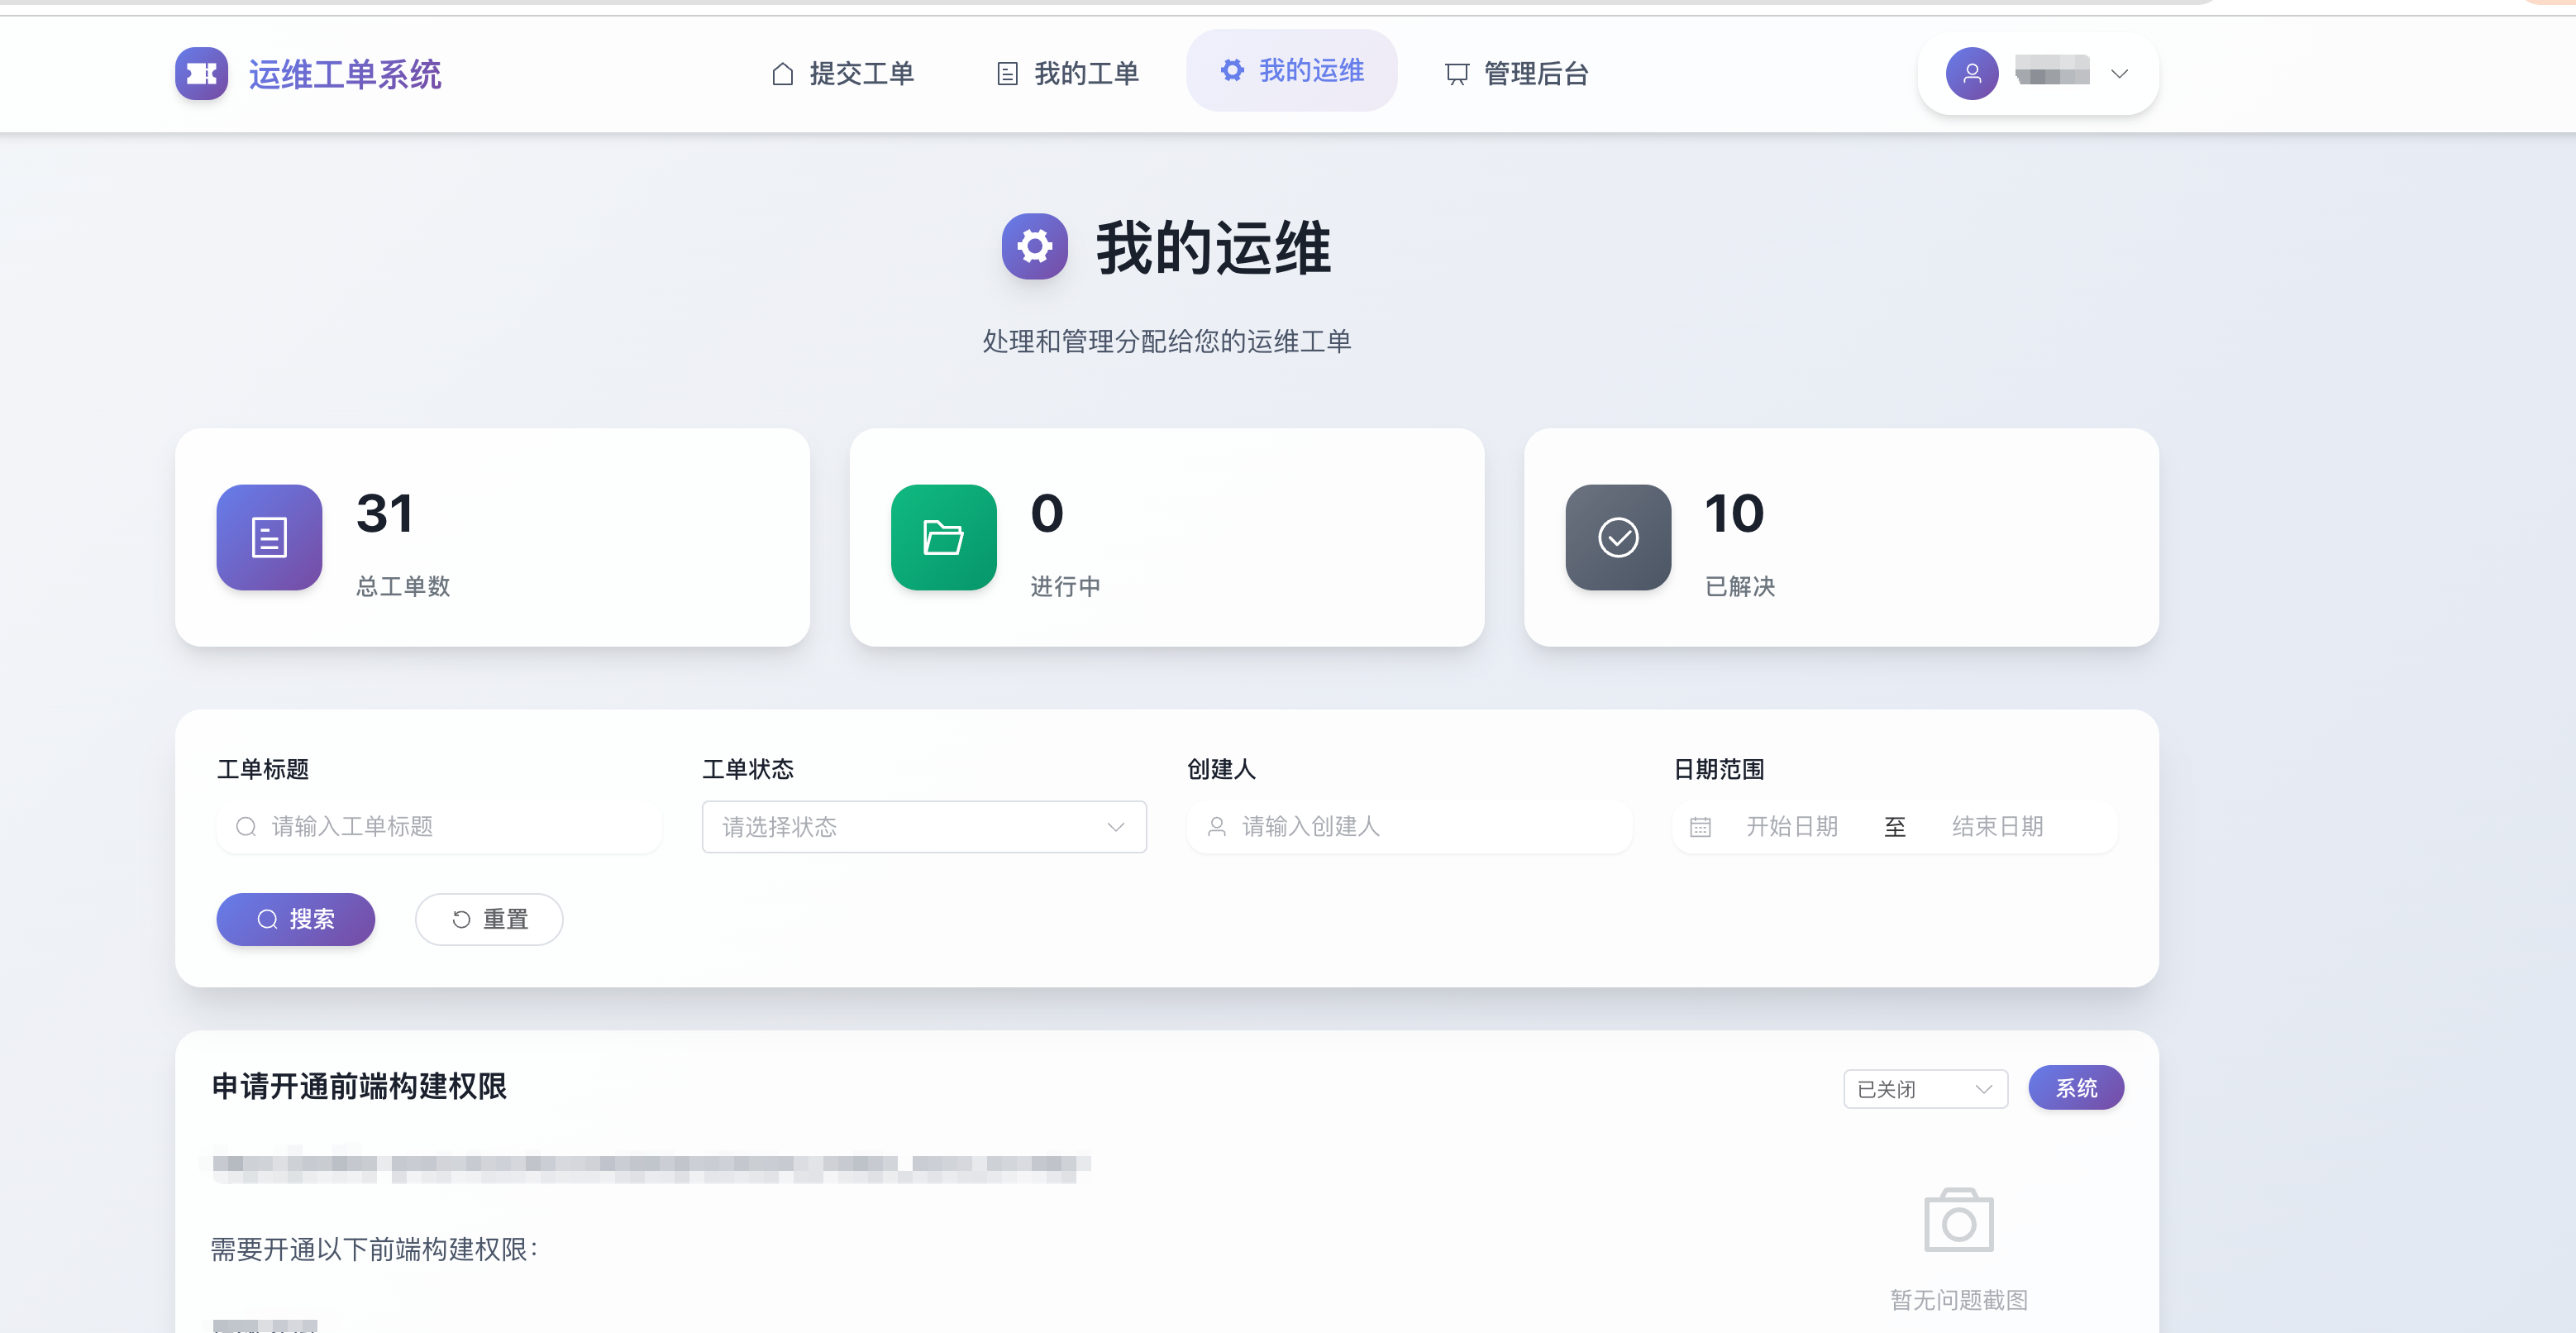 运维工单系统
提交工单
我的工单
我的运维
管理后台
我的运维
处理和管理分配给您的运维工单
31
总工单数
0
进行中
10
已解决
工单标题
工单状态
创建人
日期范围
请输入工单标题
请选择状态
请输入创建人
开始日期 至 结束日期
搜索
重置
申请开通前端构建权限
已关闭
系统
需要开通以下前端构建权限：
暂无问题截图